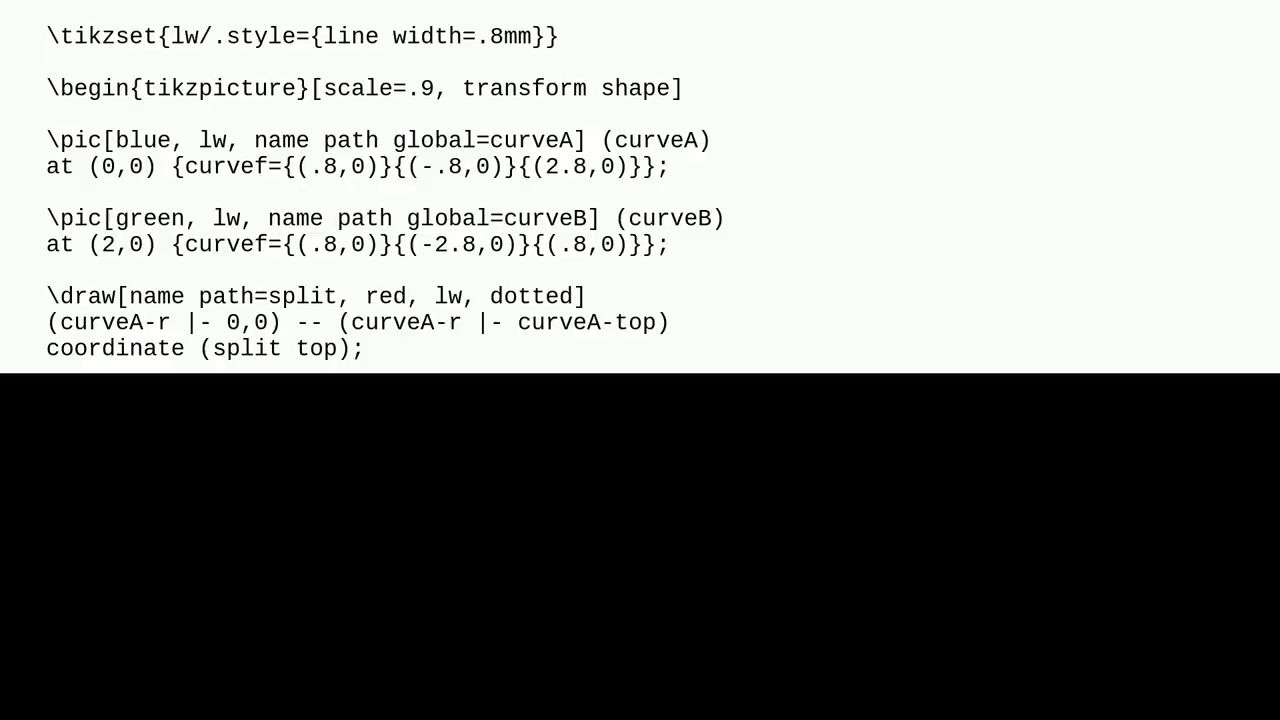 \tikzset{lw/.style={line width=.8mm}}
\begin{tikzpicture}[scale=.9, transform shape]
\pic[blue, lw, name path global=curveA] (curveA)
at (0,0) {curvef={(.8,0)}{(-.8,0)}{(2.8,0)}};
\pic[green, lw, name path global=curveB] (curveB)
at (2,0) {curvef={(.8,0)}{(-2.8,0)}{(.8,0)}};
\draw[name path=split, red, lw, dotted]
(curveA-r |- 0,0) -- (curveA-r |- curveA-top)
coordinate (split top);